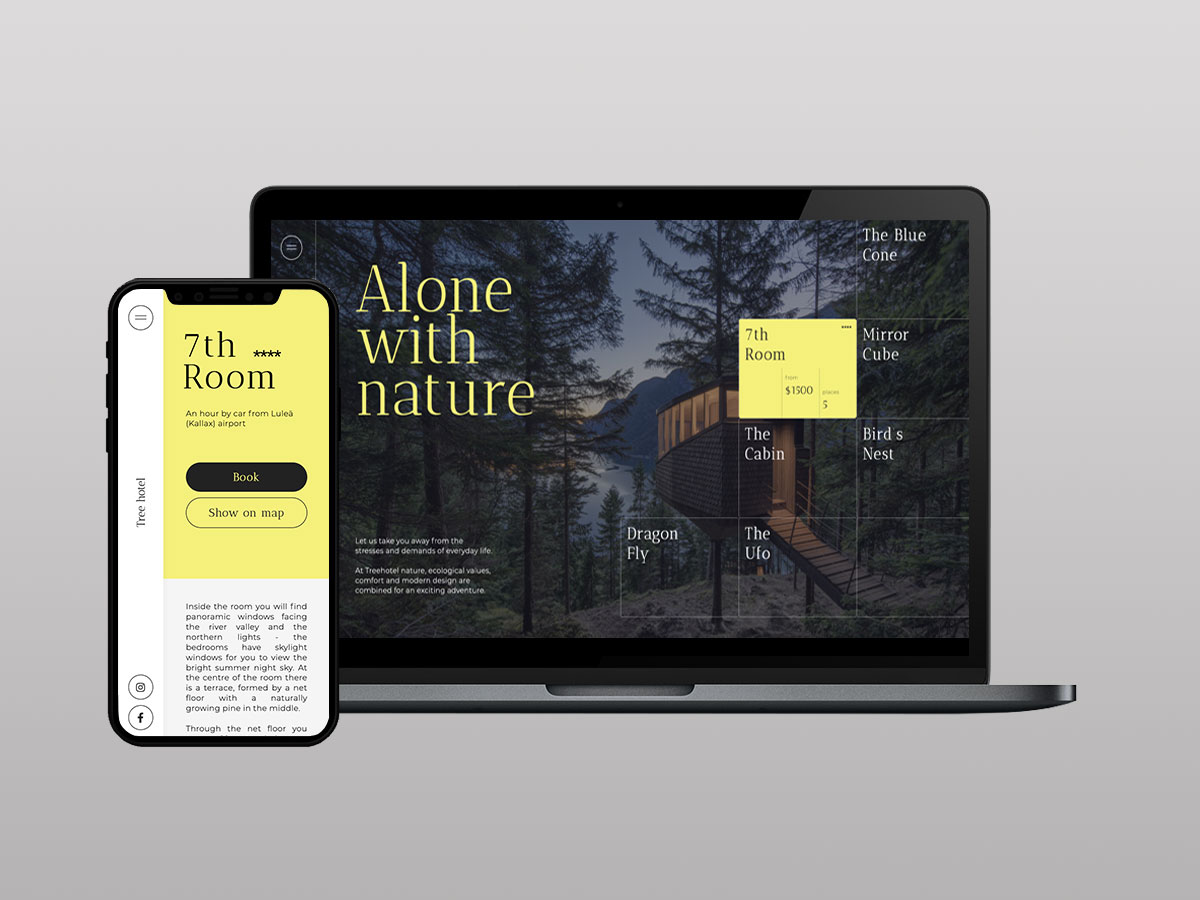 7th ****
Room
An hour by car from Luleä
(Kallax) airport
Book
Show on map
Tree hotel
Inside the room you will find
panoramic windows facing
the river valley and the
northern lights - the
bedrooms have skylight
windows for you to view the
bright summer night sky. At
the centre of the room there
is a terrace, formed by a net
floor with a naturally
growing pine in the middle.
Through the net floor you
Alone
with
nature
Let us take you away from the
stresses and demands of everyday life.
At Treehotel nature, ecological values,
comfort and modern design are
combined for an exciting adventure.
The Blue
Cone
7th ****
Room
from
$1500
places
5
Mirror
Cube
The
Cabin
Bird s
Nest
Dragon
Fly
The
Ufo